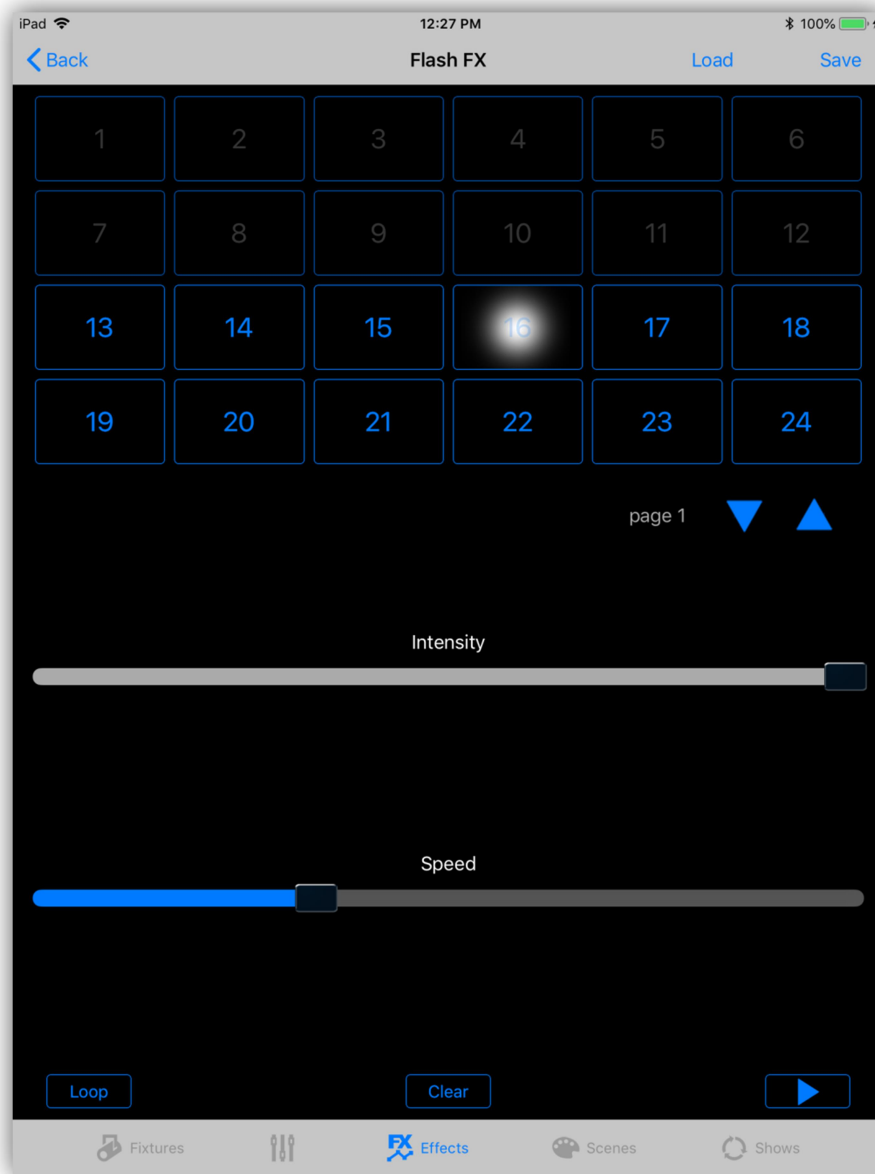 iPad 12:27 PM 100%
Back Flash FX Load Save
1 2 3 4 5 6
7 8 9 10 11 12
13 14 15 16 17 18
19 20 21 22 23 24
page 1
Intensity
Speed
Loop Clear
Fixtures FX Effects Scenes Shows